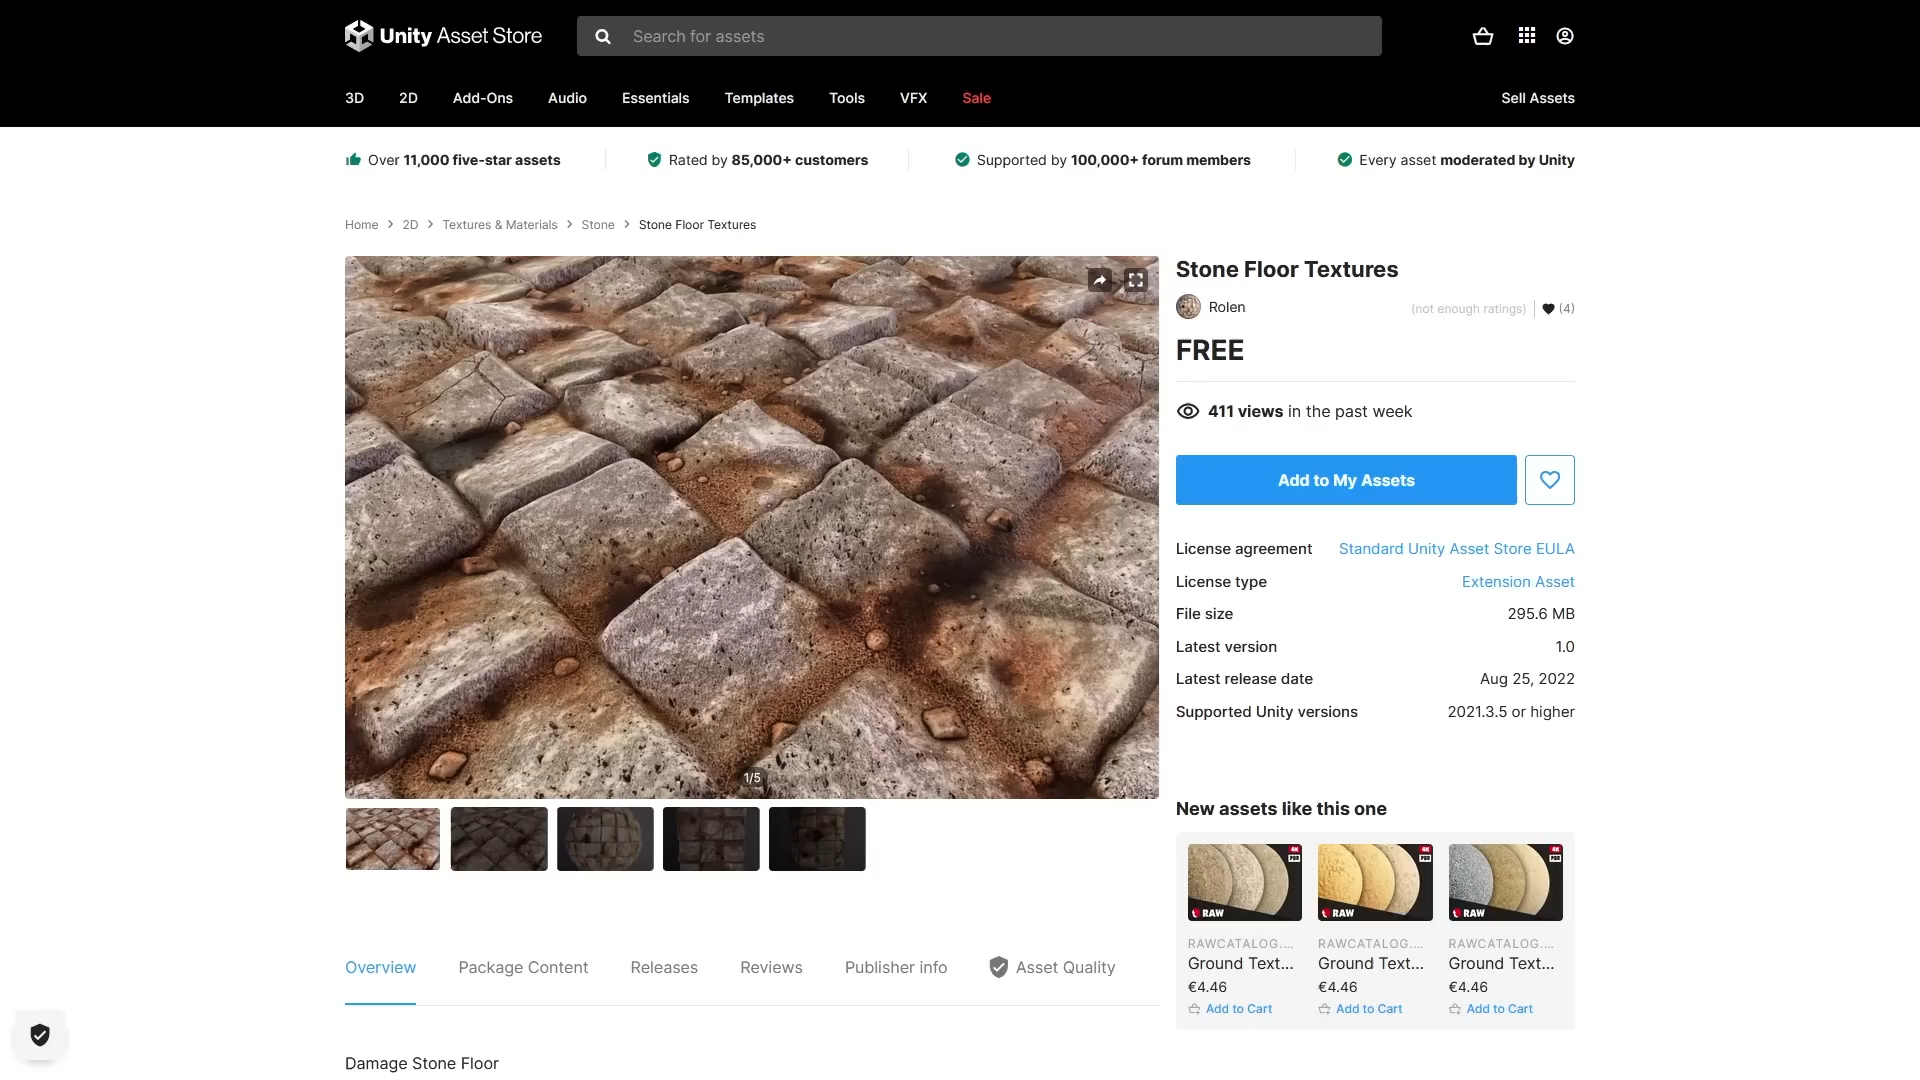 Unity Asset Store
Search for assets
3D 2D Add-Ons Audio Essentials Templates Tools VFX Sale Sell Assets
Over 11,000 five-star assets Rated by 85,000+ customers Supported by 100,000+ forum members Every asset moderated by Unity
Home > 2D > Textures & Materials > Stone > Stone Floor Textures
Stone Floor Textures
Rolen (not enough ratings) (4)
FREE
411 views in the past week
Add to My Assets
License agreement Standard Unity Asset Store EULA
License type Extension Asset
File size 295.6 MB
Latest version 1.0
Latest release date Aug 25, 2022
Supported Unity versions 2021.3.5 or higher
1/5
New assets like this one
4K 4K 4K
PBR PBR PBR
RAW RAW RAW
RAWCATALOG.... RAWCATALOG.... RAWCATALOG....
Ground Text... Ground Text... Ground Text...
€4.46 €4.46 €4.46
Add to Cart Add to Cart Add to Cart
Overview Package Content Releases Reviews Publisher info Asset Quality
Damage Stone Floor